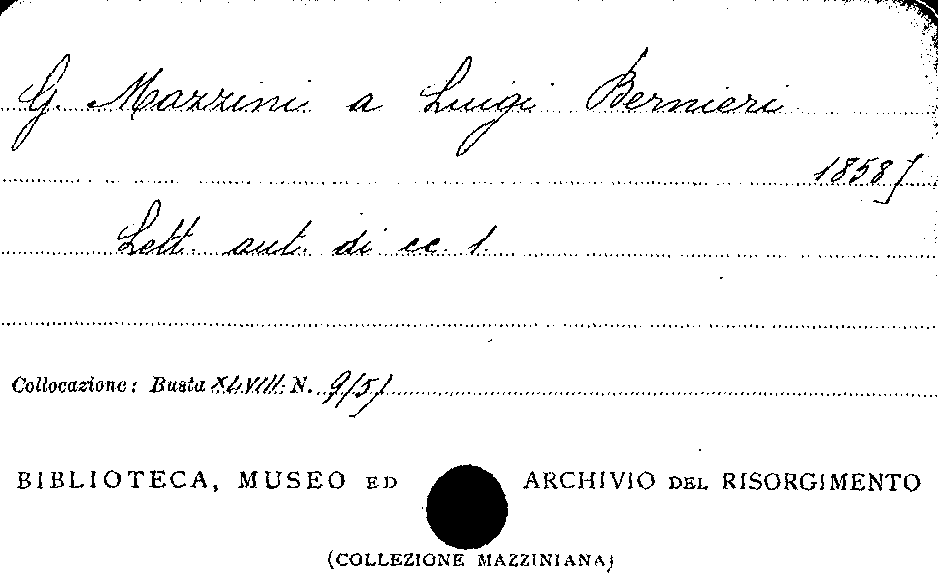 G. Mazzini a Luigi Bernieri
1858]
Lett. aut. di cc. 1.
Collocazione: Busta XLVIII N. 9/5/
BIBLIOTECA, MUSEO ED ARCHIVIO DEL RISORGIMENTO
(COLLEZIONE MAZZINIANA)